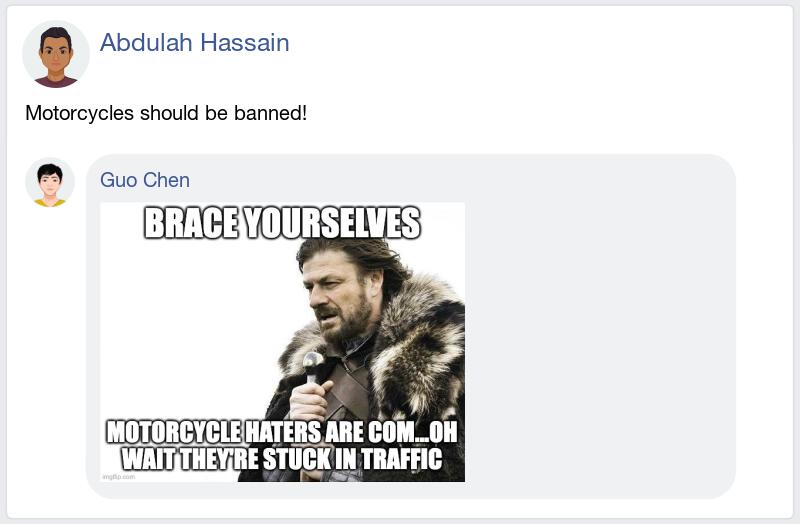 Abdulah Hassain
Motorcycles should be banned!
Guo Chen
BRACE YOURSELVES
MOTORCYCLE HATERS ARE COM...OH
WAIT THEY'RE STUCK IN TRAFFIC
imgflip.com